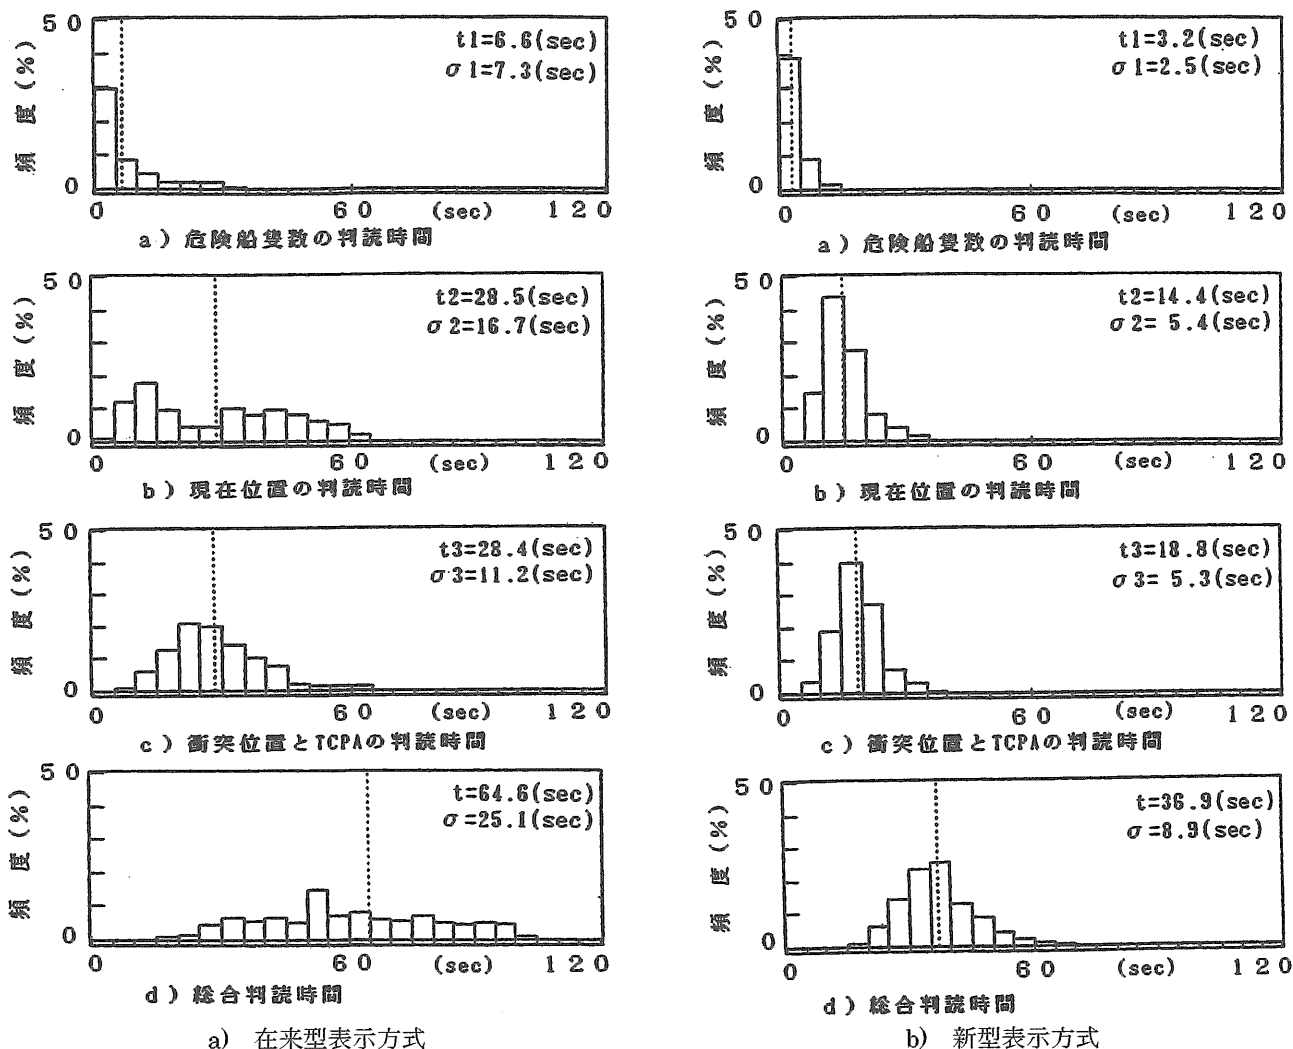 50
頻度(%)
t1=6.6(sec)
σ1=7.3(sec)
0
0 60 (sec) 120
a)危険船隻数の判読時間
50
頻度(%)
t2=28.5(sec)
σ2=16.7(sec)
0
0 60 (sec) 120
b)現在位置の判読時間
50
頻度(%)
t3=28.4(sec)
σ3=11.2(sec)
0
0 60 (sec) 120
c)衝突位置とTCPAの判読時間
50
頻度(%)
t=64.6(sec)
σ=25.1(sec)
0
0 60 (sec) 120
d)総合判読時間
a) 在来型表示方式
50
頻度(%)
t1=3.2(sec)
σ1=2.5(sec)
0
0 60 (sec) 120
a)危険船隻数の判読時間
50
頻度(%)
t2=14.4(sec)
σ2= 5.4(sec)
0
0 60 (sec) 120
b)現在位置の判読時間
50
頻度(%)
t3=18.8(sec)
σ3= 5.3(sec)
0
0 60 (sec) 120
c)衝突位置とTCPAの判読時間
50
頻度(%)
t=36.9(sec)
σ=8.9(sec)
0
0 60 (sec) 120
d)総合判読時間
b) 新型表示方式